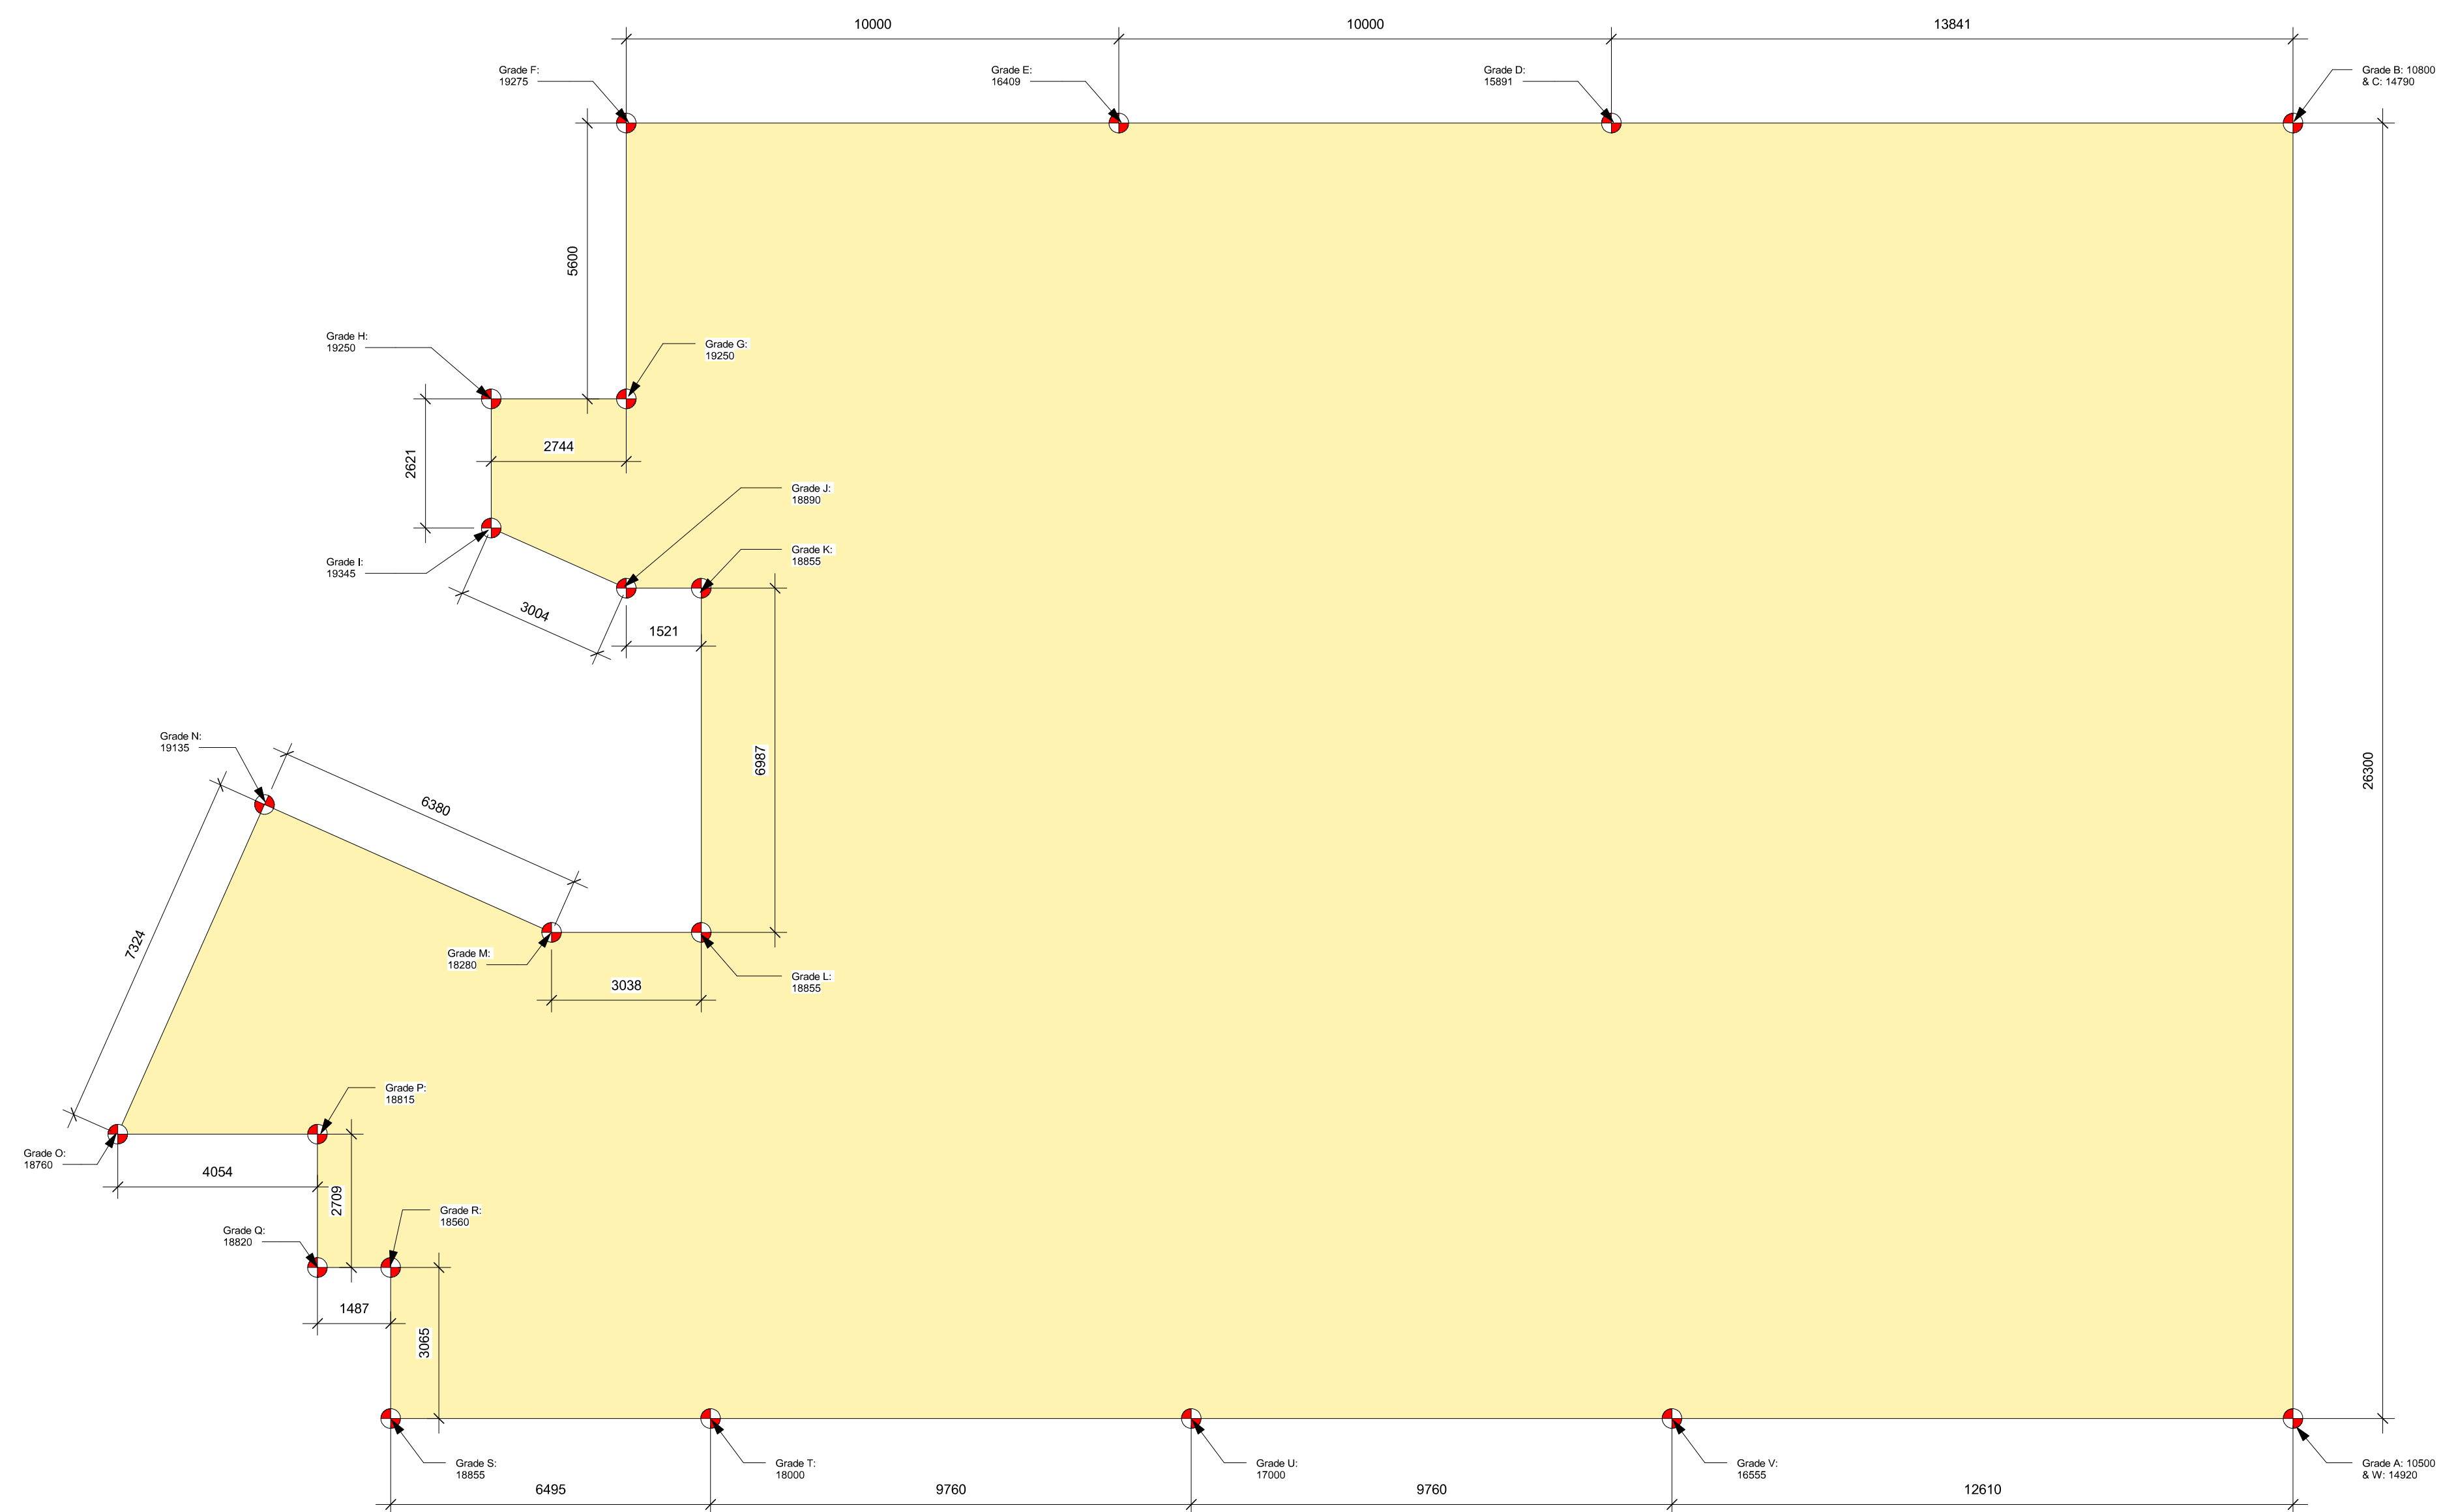 10000
10000
13841
Grade F:
19275
Grade E:
16409
Grade D:
15891
Grade B: 10800
& C: 14790
5600
Grade H:
19250
Grade G:
19250
2621
2744
Grade J:
18890
Grade K:
18855
Grade I:
19345
3004
1521
Grade N:
19135
6987
26300
6380
7324
Grade M:
18280
Grade L:
18855
3038
Grade P:
18815
Grade O:
18760
4054
2709
Grade R:
18560
Grade Q:
18820
1487
3065
Grade S:
18855
Grade T:
18000
Grade U:
17000
Grade V:
16555
Grade A: 10500
& W: 14920
6495
9760
9760
12610